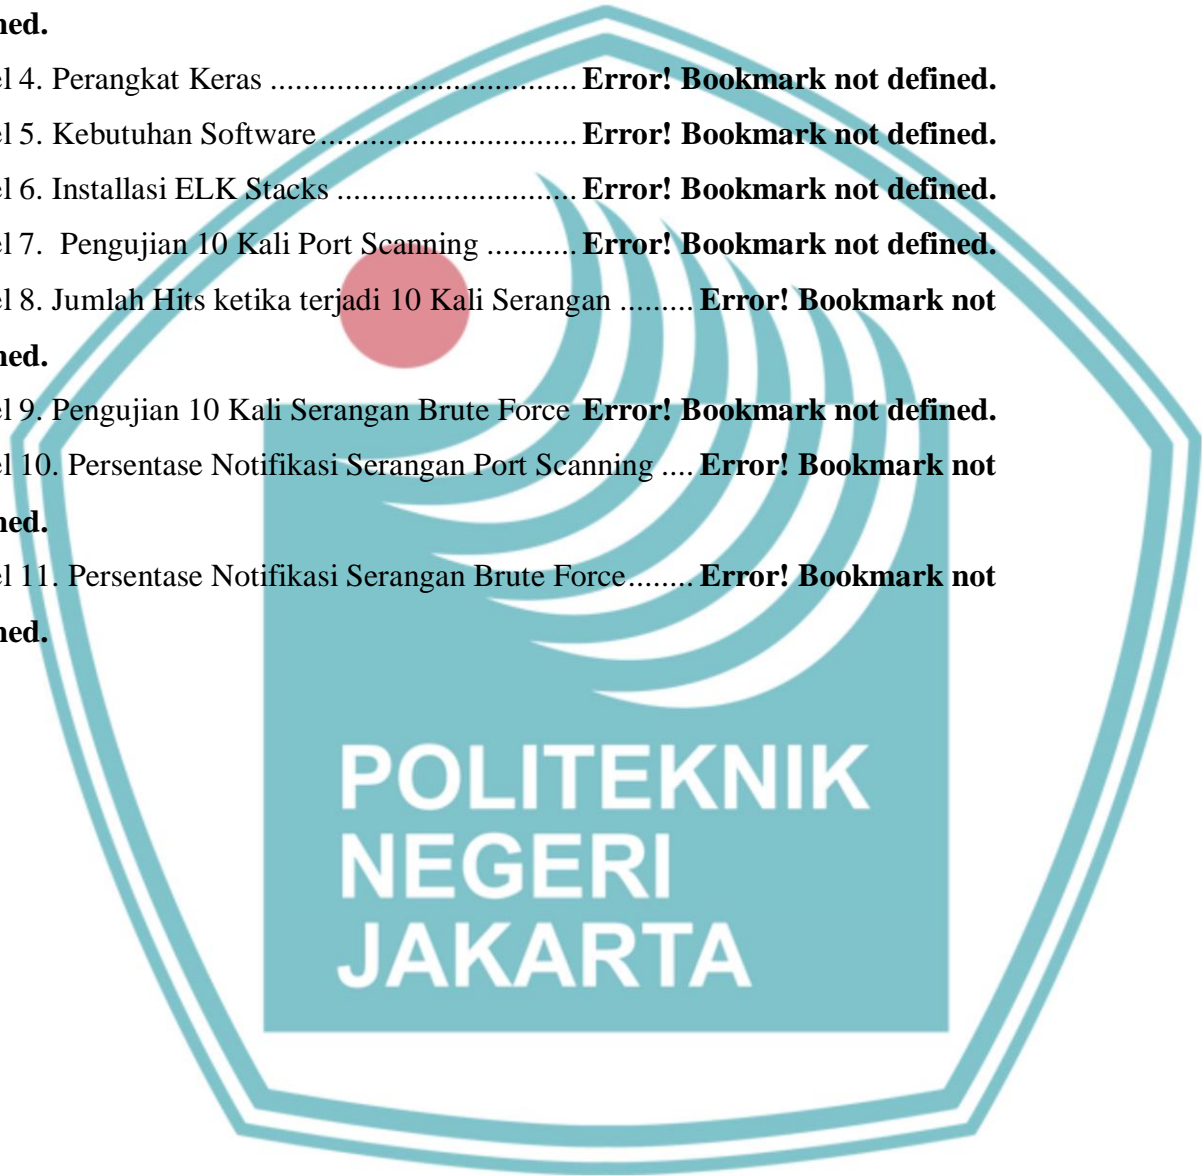 ned.
el 4. Perangkat Keras ..................................... Error! Bookmark not defined.
el 5. Kebutuhan Software ............................... Error! Bookmark not defined.
el 6. Installasi ELK Stacks ............................. Error! Bookmark not defined.
el 7.  Pengujian 10 Kali Port Scanning ........... Error! Bookmark not defined.
el 8. Jumlah Hits ketika terjadi 10 Kali Serangan ......... Error! Bookmark not
ned.
el 9. Pengujian 10 Kali Serangan Brute Force  Error! Bookmark not defined.
el 10. Persentase Notifikasi Serangan Port Scanning .... Error! Bookmark not
ned.
el 11. Persentase Notifikasi Serangan Brute Force........ Error! Bookmark not
ned.
POLITEKNIK
NEGERI
JAKARTA